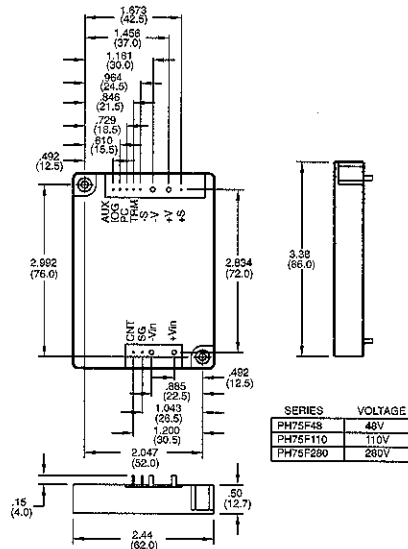 1.673
(42.5)
1.456
(37.0)
1.181
(30.0)
.964
(24.5)
.846
(21.5)
.729
(18.5)
.610
(15.5)
.492
(12.5)
AUX
IOG
PC
TRM
-S
-V
+V
+S
2.992
(76.0)
2.834
(72.0)
3.38
(86.0)
CNT
SG
-Vin
+Vin
.492
(12.5)
.885
(22.5)
1.043
(26.5)
1.200
(30.5)
2.047
(52.0)
.15
(4.0)
.50
(12.7)
2.44
(62.0)
SERIES VOLTAGE
PH75F48 48V
PH75F110 110V
PH75F280 280V